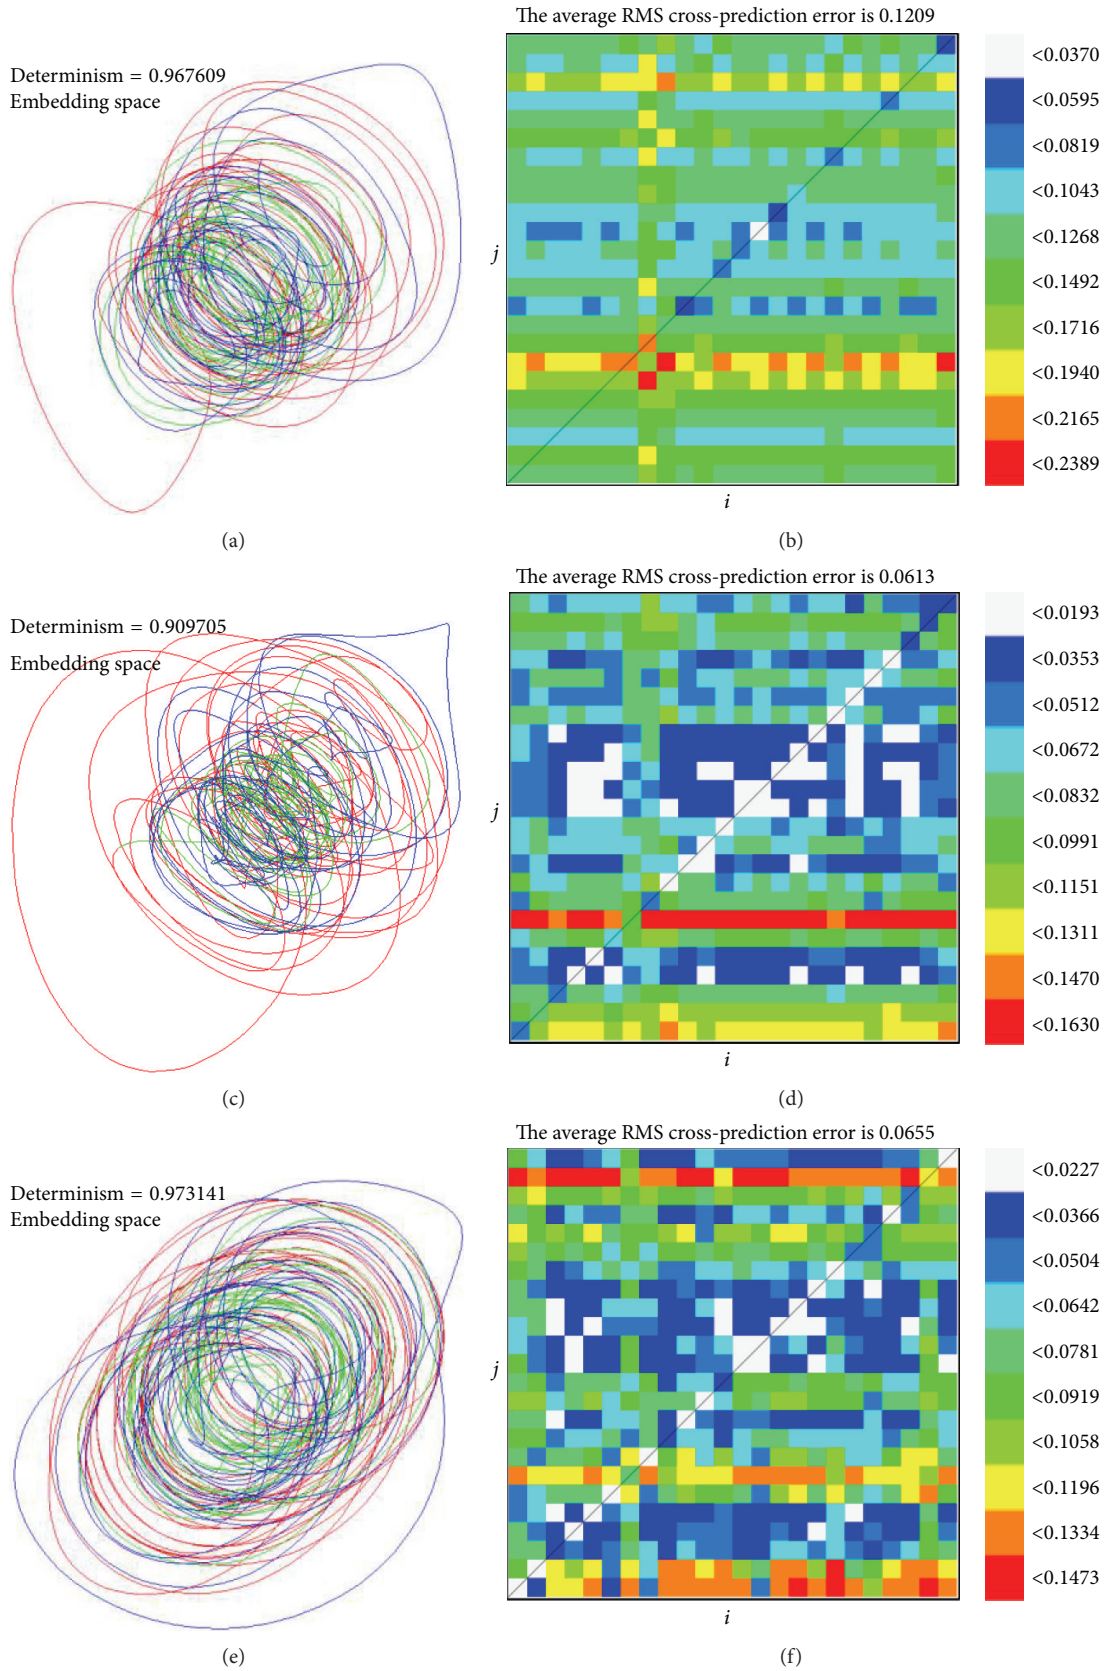 The average RMS cross-prediction error is 0.1209
Determinism = 0.967609
Embedding space
j
i
<0.0370
<0.0595
<0.0819
<0.1043
<0.1268
<0.1492
<0.1716
<0.1940
<0.2165
<0.2389
(a)
(b)
The average RMS cross-prediction error is 0.0613
Determinism = 0.909705
Embedding space
j
i
<0.0193
<0.0353
<0.0512
<0.0672
<0.0832
<0.0991
<0.1151
<0.1311
<0.1470
<0.1630
(c)
(d)
The average RMS cross-prediction error is 0.0655
Determinism = 0.973141
Embedding space
j
i
<0.0227
<0.0366
<0.0504
<0.0642
<0.0781
<0.0919
<0.1058
<0.1196
<0.1334
<0.1473
(e)
(f)